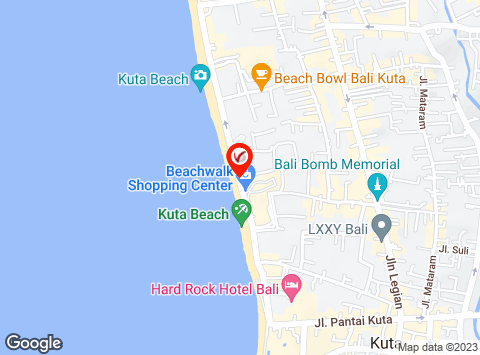 Kuta Beach
Beach Bowl Bali Kuta
Jl. Mataram
Beachwalk
Shopping Center
Bali Bomb Memorial
Kuta Beach
LXXY Bali
Jl. Suli
Jln Legian
Jl. Mataram
Hard Rock Hotel Bali
Jl. Pantai Kuta
Kuta
Google
Map data ©2023